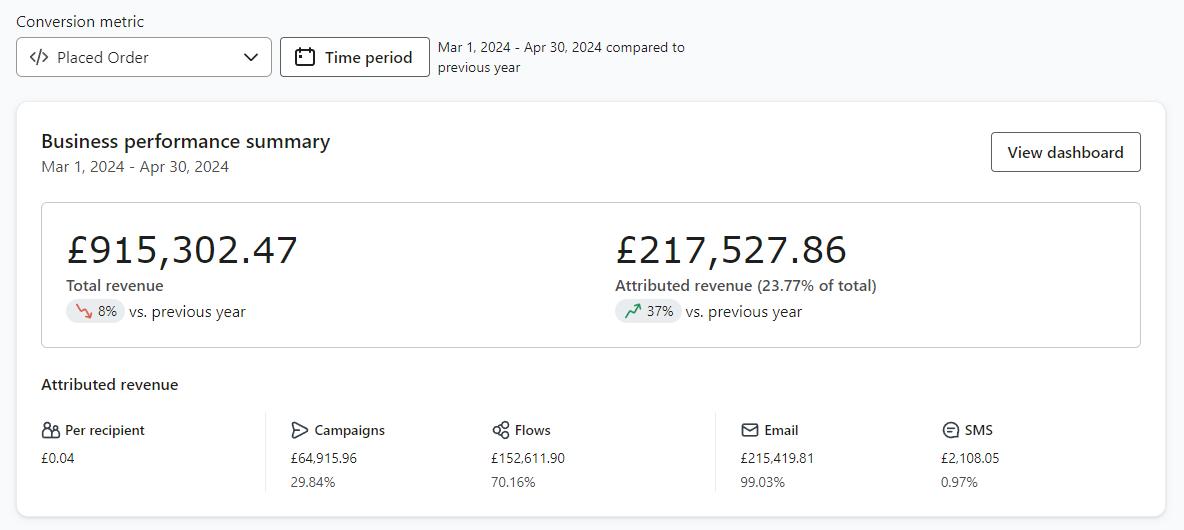 Conversion metric
Placed Order
Time period
Mar 1, 2024 - Apr 30, 2024 compared to
previous year
Business performance summary
Mar 1, 2024 - Apr 30, 2024
View dashboard
£915,302.47
Total revenue
8% vs. previous year
£217,527.86
Attributed revenue (23.77% of total)
37% vs. previous year
Attributed revenue
Per recipient
£0.04
Campaigns
£64,915.96
29.84%
Flows
£152,611.90
70.16%
Email
£215,419.81
99.03%
SMS
£2,108.05
0.97%